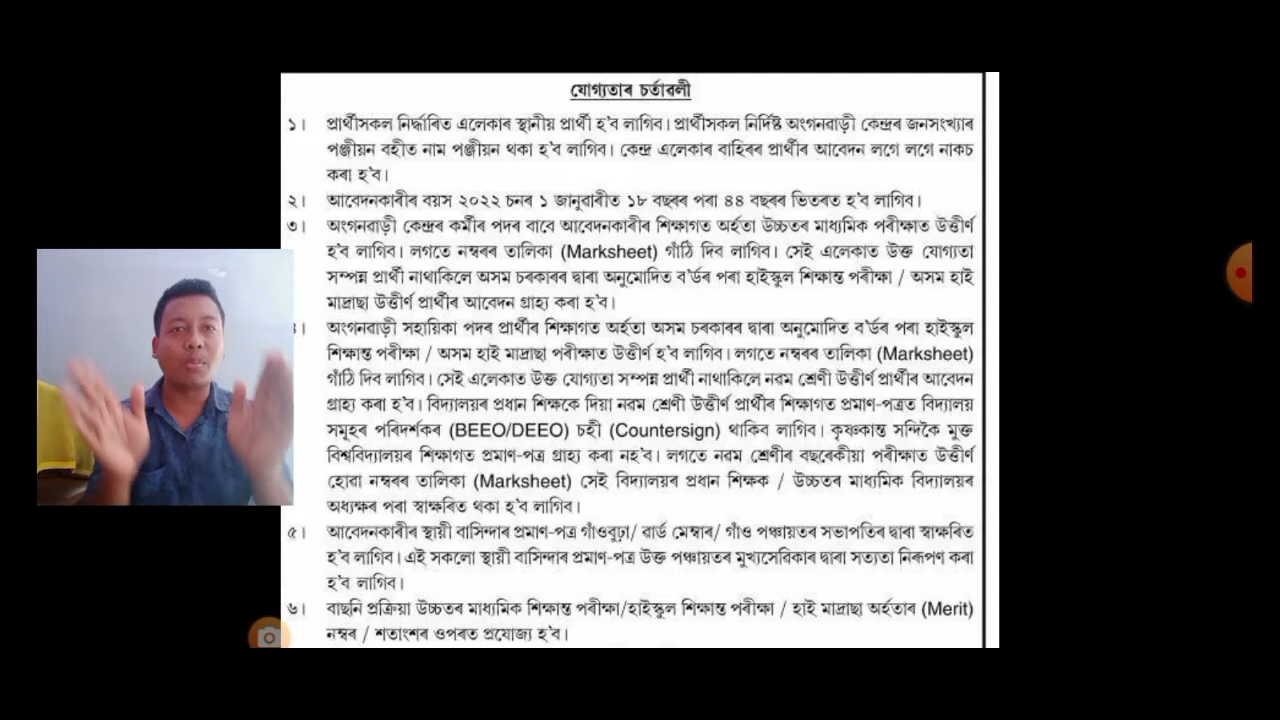 যোগ্যতাৰ চৰ্তাৱলী
১। প্ৰাৰ্থীসকল নিৰ্দ্ধাৰিত এলেকাৰ স্থানীয় প্ৰাৰ্থী হ'ব লাগিব। প্ৰাৰ্থীসকল নিৰ্দিষ্ট অংগনৱাড়ী কেন্দ্ৰৰ জনসংখ্যাৰ
পঞ্জীয়ন বহীত নাম পঞ্জীয়ন থকা হ'ব লাগিব। কেন্দ্ৰ এলেকাৰ বাহিৰৰ প্ৰাৰ্থীৰ আবেদন লগে লগে নাকচ
কৰা হ'ব।
২। আবেদনকাৰীৰ বয়স ২০২২ চনৰ ১ জানুৱাৰীত ১৮ বছৰৰ পৰা ৪৪ বছৰৰ ভিতৰত হ'ব লাগিব।
৩। অংগনৱাড়ী কেন্দ্ৰৰ কৰ্মীৰ পদৰ বাবে আবেদনকাৰীৰ শিক্ষাগত অৰ্হতা উচ্চতৰ মাধ্যমিক পৰীক্ষাত উত্তীৰ্ণ
হ'ব লাগিব। লগতে নম্বৰৰ তালিকা (Marksheet) গাঁঠি দিব লাগিব। সেই এলেকাত উক্ত যোগ্যতা
সম্পন্ন প্ৰাৰ্থী নাথাকিলে অসম চৰকাৰৰ দ্বাৰা অনুমোদিত ব'ৰ্ডৰ পৰা হাইস্কুল শিক্ষান্ত পৰীক্ষা / অসম হাই
মাদ্ৰাছা উত্তীৰ্ণ প্ৰাৰ্থীৰ আবেদন গ্ৰাহ্য কৰা হ'ব।
৪। অংগনৱাড়ী সহায়িকা পদৰ প্ৰাৰ্থীৰ শিক্ষাগত অৰ্হতা অসম চৰকাৰৰ দ্বাৰা অনুমোদিত ব'ৰ্ডৰ পৰা হাইস্কুল
শিক্ষান্ত পৰীক্ষা / অসম হাই মাদ্ৰাছা পৰীক্ষাত উত্তীৰ্ণ হ'ব লাগিব। লগতে নম্বৰৰ তালিকা (Marksheet)
গাঁঠি দিব লাগিব। সেই এলেকাত উক্ত যোগ্যতা সম্পন্ন প্ৰাৰ্থী নাথাকিলে নৱম শ্ৰেণী উত্তীৰ্ণ প্ৰাৰ্থীৰ আবেদন
গ্ৰাহ্য কৰা হ'ব। বিদ্যালয়ৰ প্ৰধান শিক্ষকে দিয়া নৱম শ্ৰেণী উত্তীৰ্ণ প্ৰাৰ্থীৰ শিক্ষাগত প্ৰমাণ-পত্ৰত বিদ্যালয়
সমূহৰ পৰিদৰ্শকৰ (BEEO/DEEO) চহী (Countersign) থাকিব লাগিব। কৃষ্ণকান্ত সন্দিকৈ মুক্ত
বিশ্ববিদ্যালয়ৰ শিক্ষাগত প্ৰমাণ-পত্ৰ গ্ৰাহ্য কৰা নহ'ব। লগতে নৱম শ্ৰেণীৰ বছৰেকীয়া পৰীক্ষাত উত্তীৰ্ণ
হোৱা নম্বৰৰ তালিকা (Marksheet) সেই বিদ্যালয়ৰ প্ৰধান শিক্ষক / উচ্চতৰ মাধ্যমিক বিদ্যালয়ৰ
অধ্যক্ষৰ পৰা স্বাক্ষৰিত থকা হ'ব লাগিব।
৫। আবেদনকাৰীৰ স্থায়ী বাসিন্দাৰ প্ৰমাণ-পত্ৰ গাঁওবুঢ়া/ ৱাৰ্ড মেম্বাৰ/ গাঁও পঞ্চায়তৰ সভাপতিৰ দ্বাৰা স্বাক্ষৰিত
হ'ব লাগিব। এই সকলো স্থায়ী বাসিন্দাৰ প্ৰমাণ-পত্ৰ উক্ত পঞ্চায়তৰ মুখ্যসেৱিকাৰ দ্বাৰা সত্যতা নিৰূপণ কৰা
হ'ব লাগিব।
৬। বাছনি প্ৰক্ৰিয়া উচ্চতৰ মাধ্যমিক শিক্ষান্ত পৰীক্ষা/হাইস্কুল শিক্ষান্ত পৰীক্ষা / হাই মাদ্ৰাছা অৰ্হতাৰ (Merit)
নম্বৰ / শতাংশৰ ওপৰত প্ৰযোজ্য হ'ব।